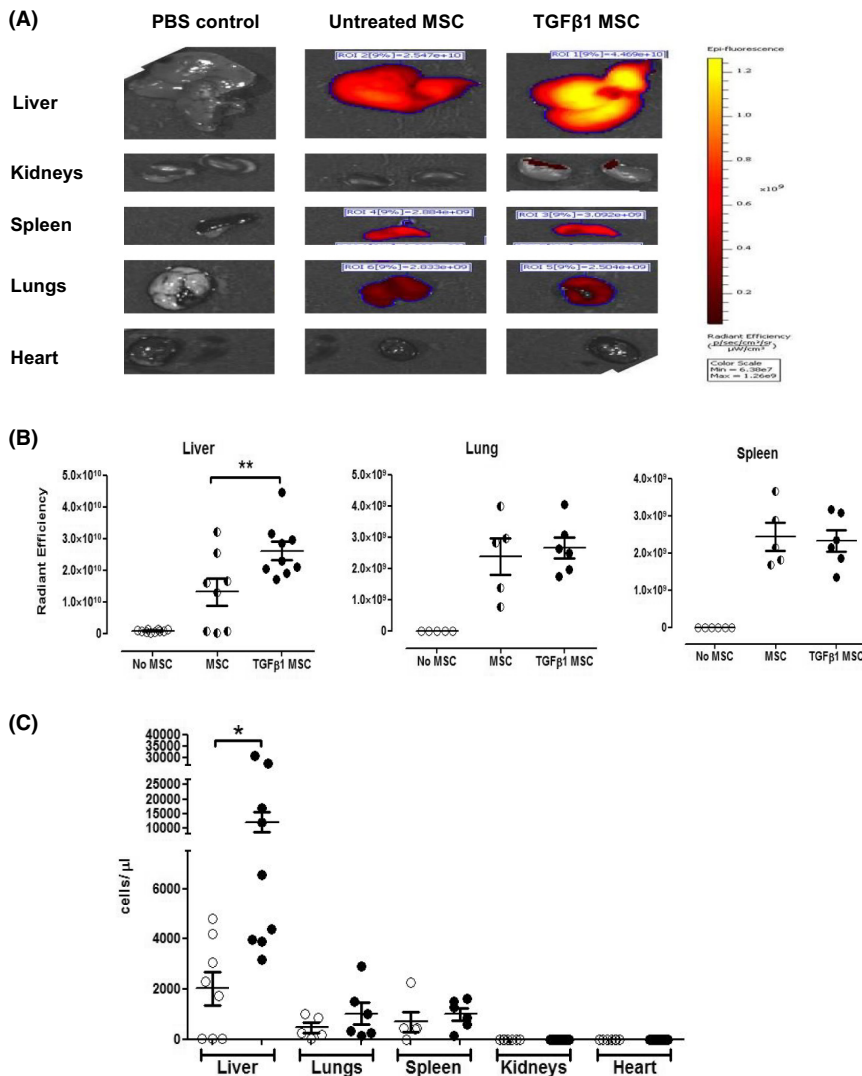 (A)
PBS control Untreated MSC TGFβ1 MSC
Liver
ROI 2[9%]=2.547e+10
ROI 1[9%]=4.469e+10
Kidneys
Spleen
ROI 4[9%]=2.884e+09
ROI 3[9%]=3.092e+09
Lungs
ROI 6[9%]=2.833e+09
ROI 5[9%]=2.504e+09
Heart
Epi-fluorescence
1.2
1.0
0.8
×10⁹
0.6
0.4
0.2
Radiant Efficiency
(p/sec/cm²/sr
µW/cm²)
Color Scale
Min = 6.38e7
Max = 1.26e9
(B)
Liver
Radiant Efficiency
5.0×10¹⁰
4.0×10¹⁰
3.0×10¹⁰
2.0×10¹⁰
1.0×10¹⁰
0
**
No MSC MSC TGFβ1 MSC
Lung
5.0×10⁹
4.0×10⁹
3.0×10⁹
2.0×10⁹
1.0×10⁹
0
No MSC MSC TGFβ1 MSC
Spleen
4.0×10⁹
3.0×10⁹
2.0×10⁹
1.0×10⁹
0
No MSC MSC TGFβ1 MSC
(C)
cells/µl
40000
35000
30000
25000
20000
15000
10000
6000
4000
2000
0
*
Liver Lungs Spleen Kidneys Heart